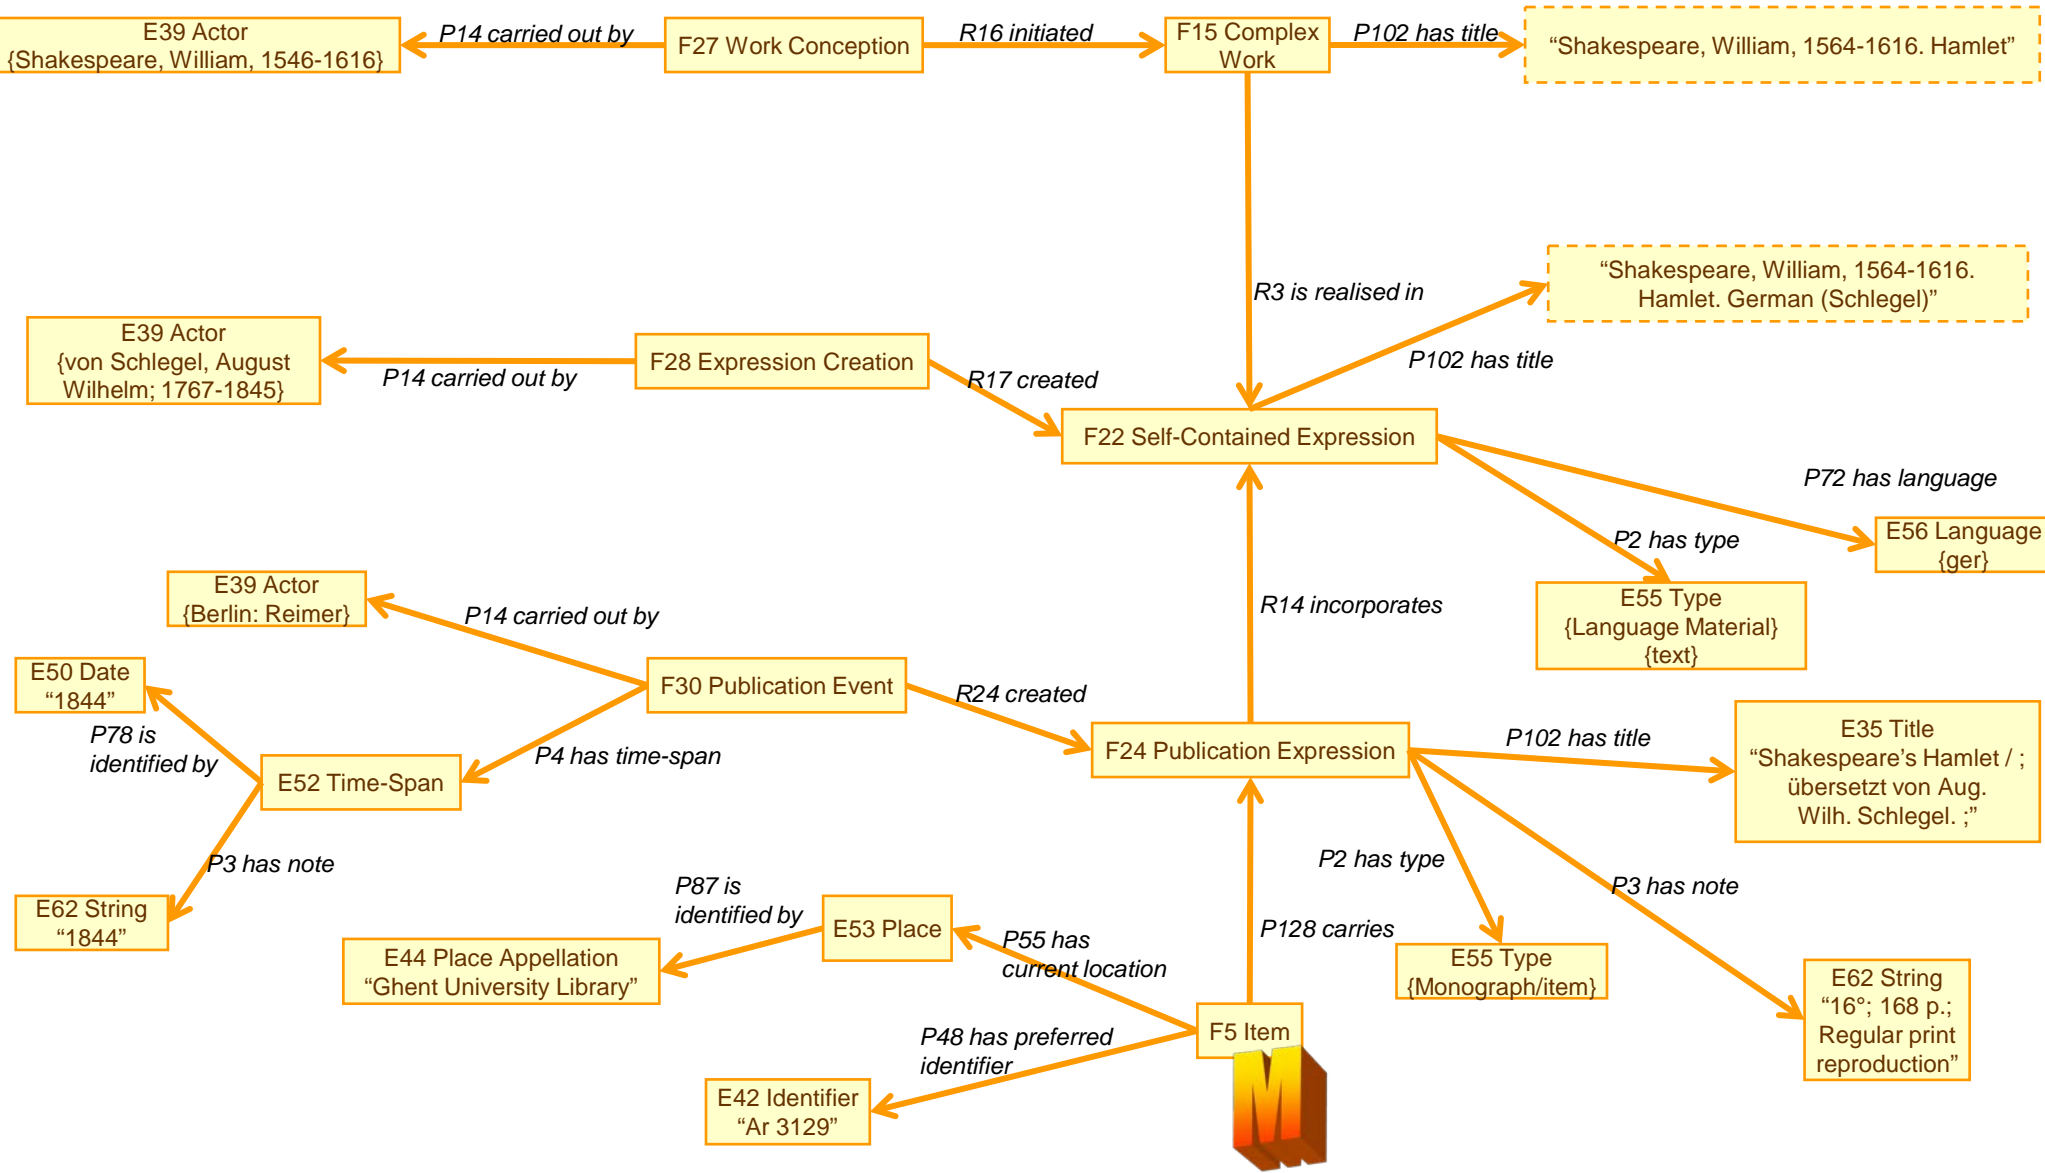 E39 Actor
{Shakespeare, William, 1546-1616}
P14 carried out by
F27 Work Conception
R16 initiated
F15 Complex
Work
P102 has title
“Shakespeare, William, 1564-1616. Hamlet”
R3 is realised in
“Shakespeare, William, 1564-1616.
Hamlet. German (Schlegel)”
P102 has title
E39 Actor
{von Schlegel, August
Wilhelm; 1767-1845}
P14 carried out by
F28 Expression Creation
R17 created
F22 Self-Contained Expression
P72 has language
E56 Language
{ger}
P2 has type
E55 Type
{Language Material}
{text}
R14 incorporates
E39 Actor
{Berlin: Reimer}
P14 carried out by
E50 Date
“1844”
F30 Publication Event
R24 created
P78 is
identified by
P4 has time-span
E52 Time-Span
P3 has note
E62 String
“1844”
F24 Publication Expression
P102 has title
E35 Title
“Shakespeare’s Hamlet / ;
übersetzt von Aug.
Wilh. Schlegel. ;”
P2 has type
P3 has note
E55 Type
{Monograph/item}
E62 String
“16°; 168 p.;
Regular print
reproduction”
P128 carries
P87 is
identified by
E53 Place
P55 has
current location
E44 Place Appellation
“Ghent University Library”
F5 Item
P48 has preferred
identifier
E42 Identifier
“Ar 3129”
M